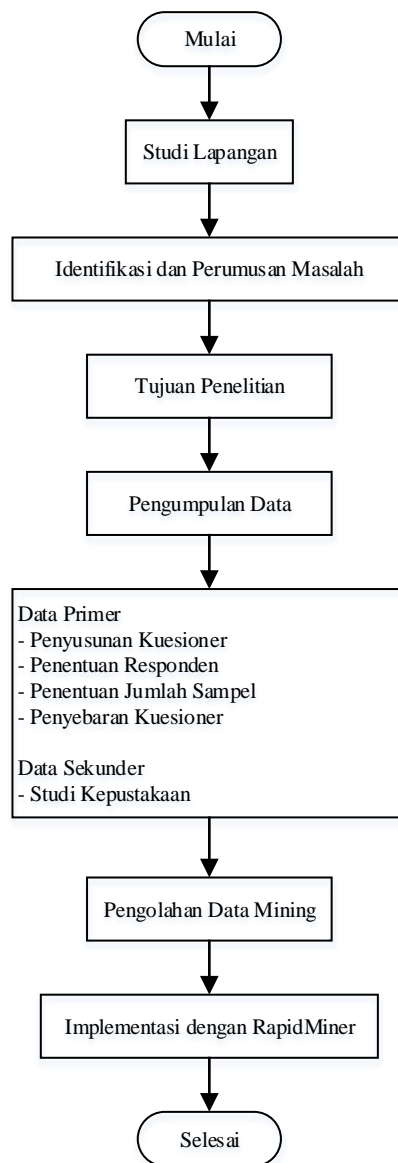 Mulai
Studi Lapangan
Identifikasi dan Perumusan Masalah
Tujuan Penelitian
Pengumpulan Data
Data Primer
- Penyusunan Kuesioner
- Penentuan Responden
- Penentuan Jumlah Sampel
- Penyebaran Kuesioner
Data Sekunder
- Studi Kepustakaan
Pengolahan Data Mining
Implementasi dengan RapidMiner
Selesai